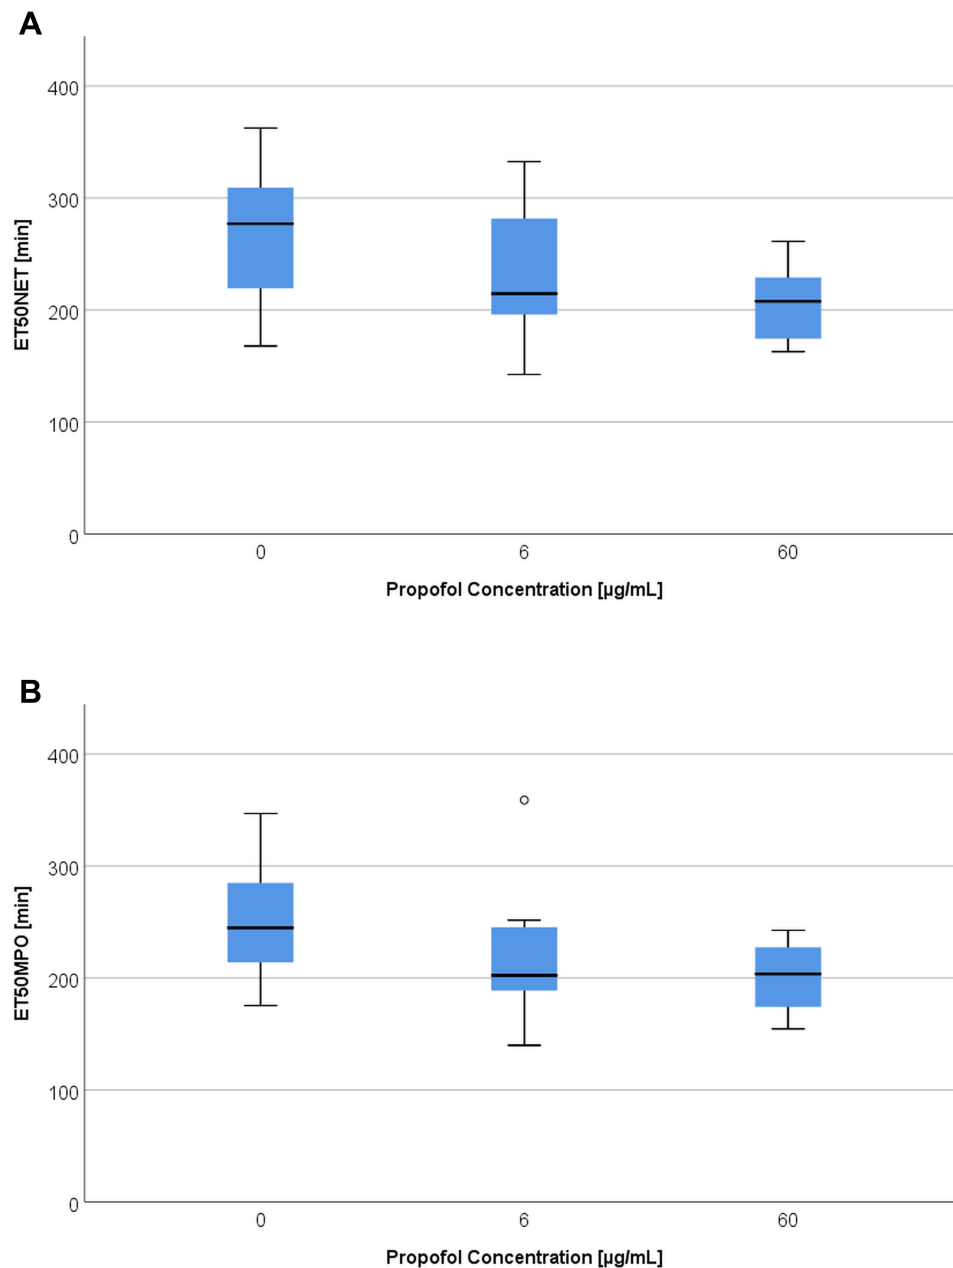 A
400
300
200
100
0
ET50NET [min]
0 6 60
Propofol Concentration [µg/mL]
B
400
300
200
100
0
ET50MPO [min]
0 6 60
Propofol Concentration [µg/mL]